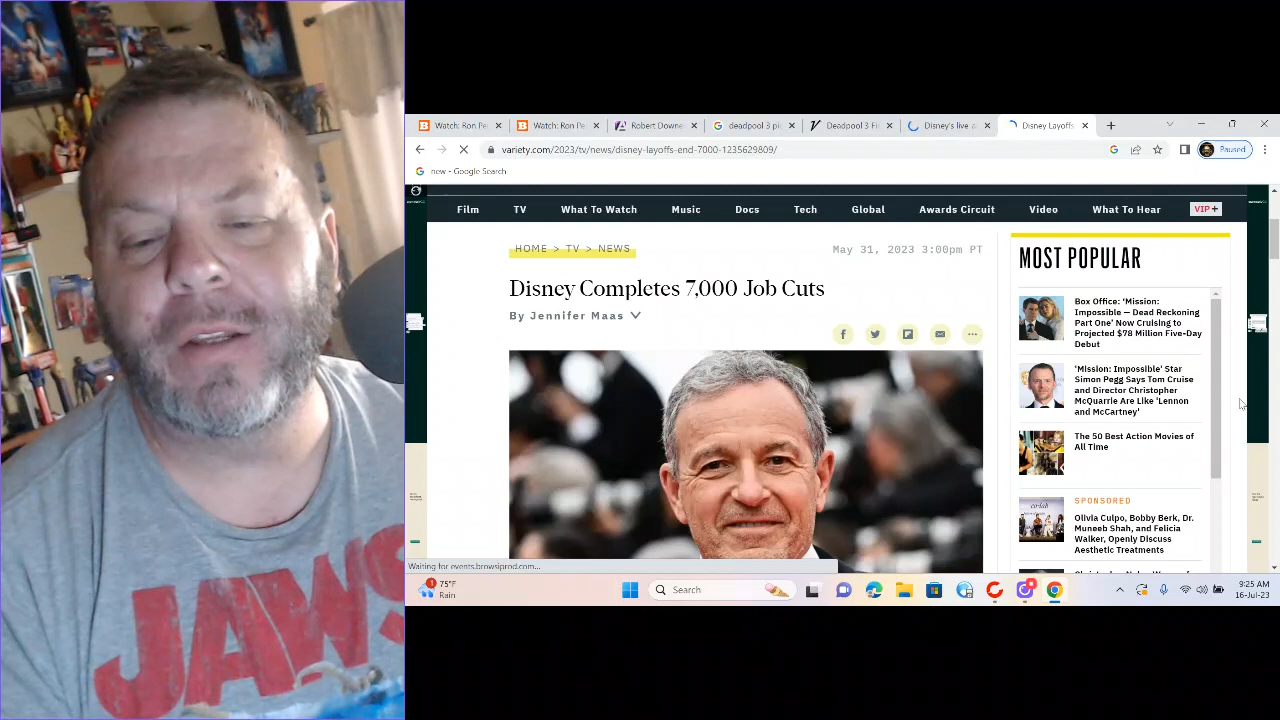 JAWS
Watch: Ron Pe
Watch: Ron Pe
Robert Downe
deadpool 3 pi
Deadpool 3 Fi
Disney's live a
Disney Layoffs
variety.com/2023/tv/news/disney-layoffs-end-7000-1235629809/
Paused
new - Google Search
Film TV What To Watch Music Docs Tech Global Awards Circuit Video What To Hear VIP+
HOME > TV > NEWS
May 31, 2023 3:00pm PT
Disney Completes 7,000 Job Cuts
By Jennifer Maas
MOST POPULAR
Box Office: 'Mission:
Impossible — Dead Reckoning
Part One' Now Cruising to
Projected $78 Million Five-Day
Debut
'Mission: Impossible' Star
Simon Pegg Says Tom Cruise
and Director Christopher
McQuarrie Are Like 'Lennon
and McCartney'
The 50 Best Action Movies of
All Time
SPONSORED
Olivia Culpo, Bobby Berk, Dr.
Muneeb Shah, and Felicia
Walker, Openly Discuss
Aesthetic Treatments
Waiting for events.browsiprod.com...
1
75°F
Rain
Search
9:25 AM
16-Jul-23